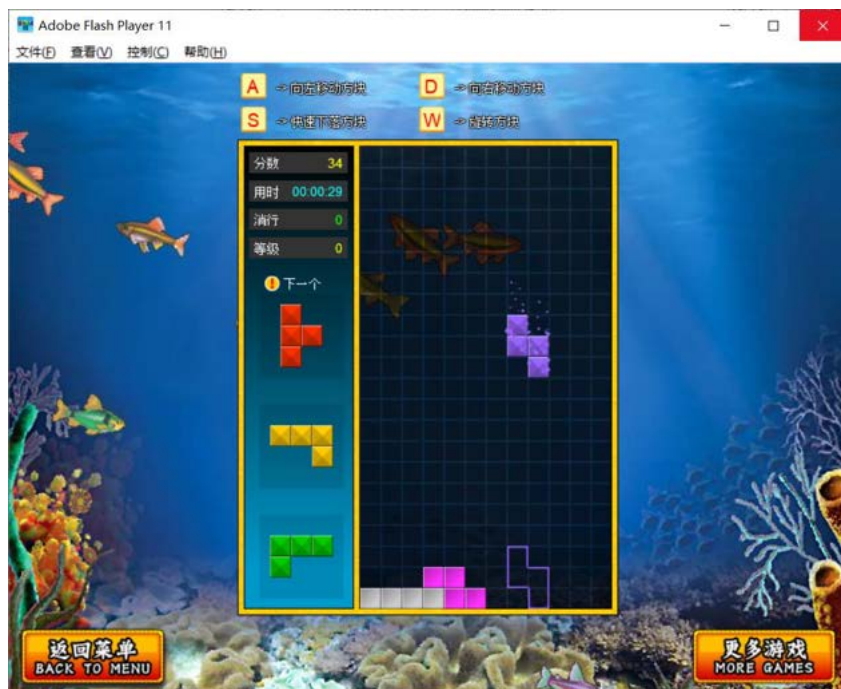 Adobe Flash Player 11
文件(F) 查看(V) 控制(C) 帮助(H)
A -> 向左移动方块 D -> 向右移动方块
S -> 快速下落方块 W -> 旋转方块
分数 34
用时 00:00:29
消行 0
等级 0
! 下一个
返回菜单
BACK TO MENU
更多游戏
MORE GAMES